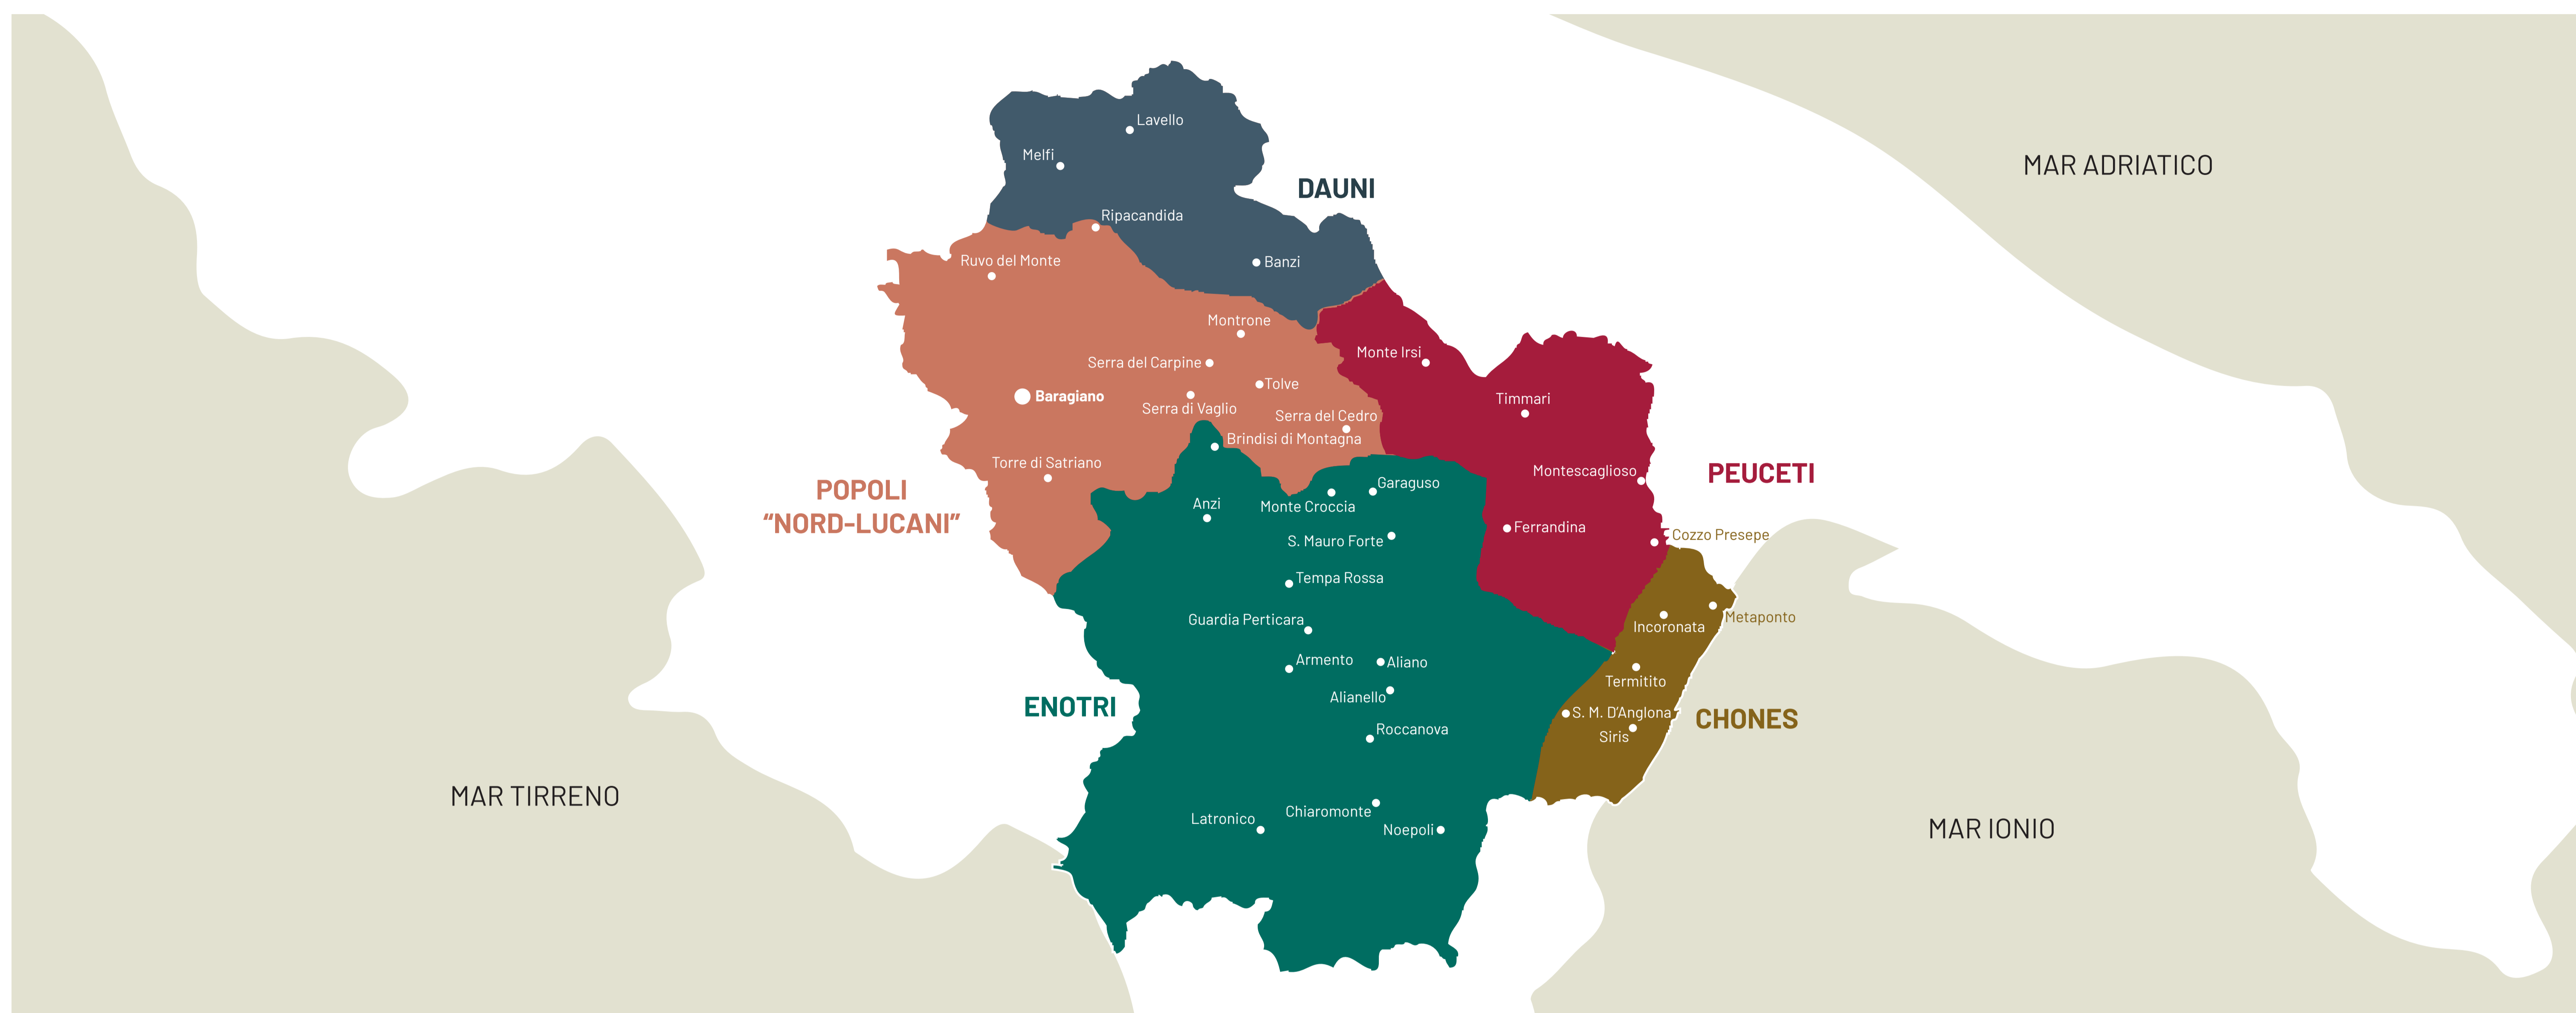 Lavello
MAR ADRIATICO
Melfi
DAUNI
Ripacandida
Ruvo del Monte
Banzi
Montrone
Monte Irsi
Serra del Carpine
Tolve
Baragiano
Timmari
Serra di Vaglio
Serra del Cedro
Brindisi di Montagna
Torre di Satriano
Montescaglioso
PEUCETI
Garaguso
POPOLI
“NORD-LUCANI”
Anzi
Monte Croccia
Ferrandina
Cozzo Presepe
S. Mauro Forte
Tempa Rossa
Metaponto
Guardia Perticara
Incoronata
Armento
Aliano
Termitito
Alianello
ENOTRI
S. M. D’Anglona
CHONES
Roccanova
Siris
MAR TIRRENO
Chiaromonte
Latronico
Noepoli
MAR IONIO